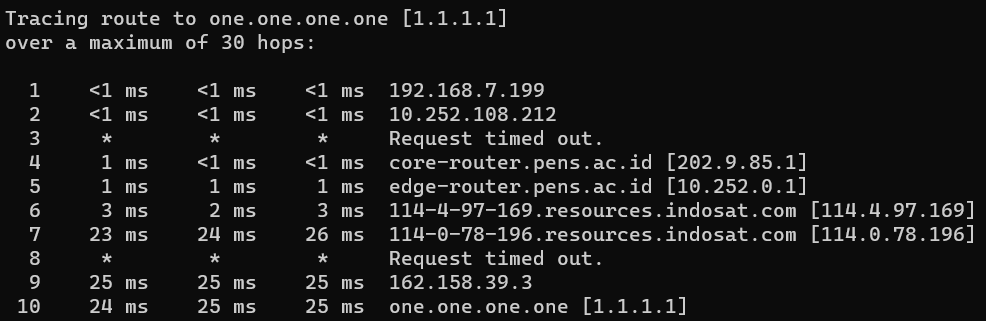 Tracing route to one.one.one.one [1.1.1.1]
over a maximum of 30 hops:
1 <1 ms <1 ms <1 ms 192.168.7.199
2 <1 ms <1 ms <1 ms 10.252.108.212
3 * * * Request timed out.
4 1 ms <1 ms <1 ms core-router.pens.ac.id [202.9.85.1]
5 1 ms 1 ms 1 ms edge-router.pens.ac.id [10.252.0.1]
6 3 ms 2 ms 3 ms 114-4-97-169.resources.indosat.com [114.4.97.169]
7 23 ms 24 ms 26 ms 114-0-78-196.resources.indosat.com [114.0.78.196]
8 * * * Request timed out.
9 25 ms 25 ms 25 ms 162.158.39.3
10 24 ms 25 ms 25 ms one.one.one.one [1.1.1.1]